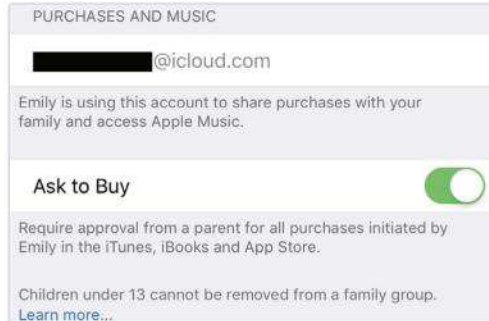 PURCHASES AND MUSIC
@icloud.com
Emily is using this account to share purchases with your
family and access Apple Music.
Ask to Buy
Require approval from a parent for all purchases initiated by
Emily in the iTunes, iBooks and App Store.
Children under 13 cannot be removed from a family group.
Learn more...